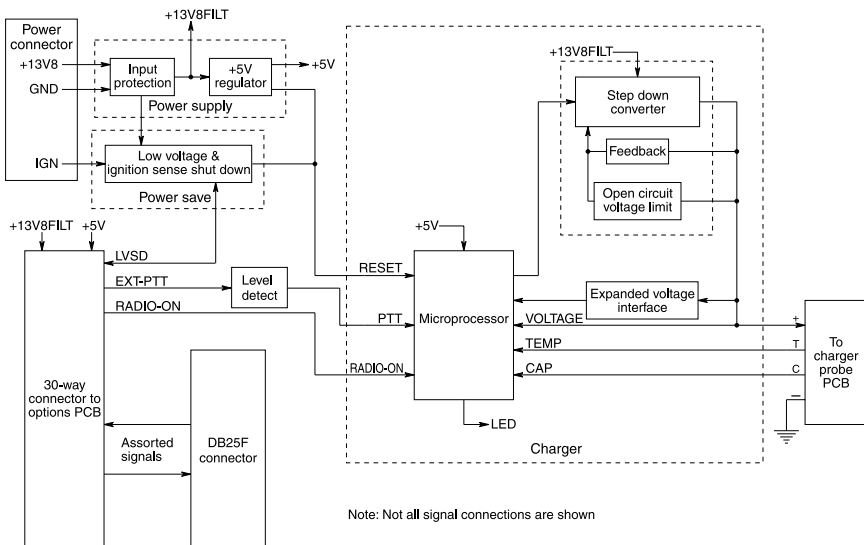 Power
connector
+13V8
GND
IGN
+13V8FILT
Input
protection
+5V
regulator
+5V
Power supply
Low voltage &
ignition sense shut down
Power save
+13V8FILT
+5V
LVSD
EXT-PTT
RADIO-ON
Level
detect
30-way
connector to
options PCB
Assorted
signals
DB25F
connector
+13V8FILT
Step down
converter
Feedback
Open circuit
voltage limit
+5V
RESET
PTT
RADIO-ON
Microprocessor
Expanded voltage
interface
VOLTAGE
TEMP
CAP
LED
Charger
+
T
C
–
To
charger
probe
PCB
Note: Not all signal connections are shown